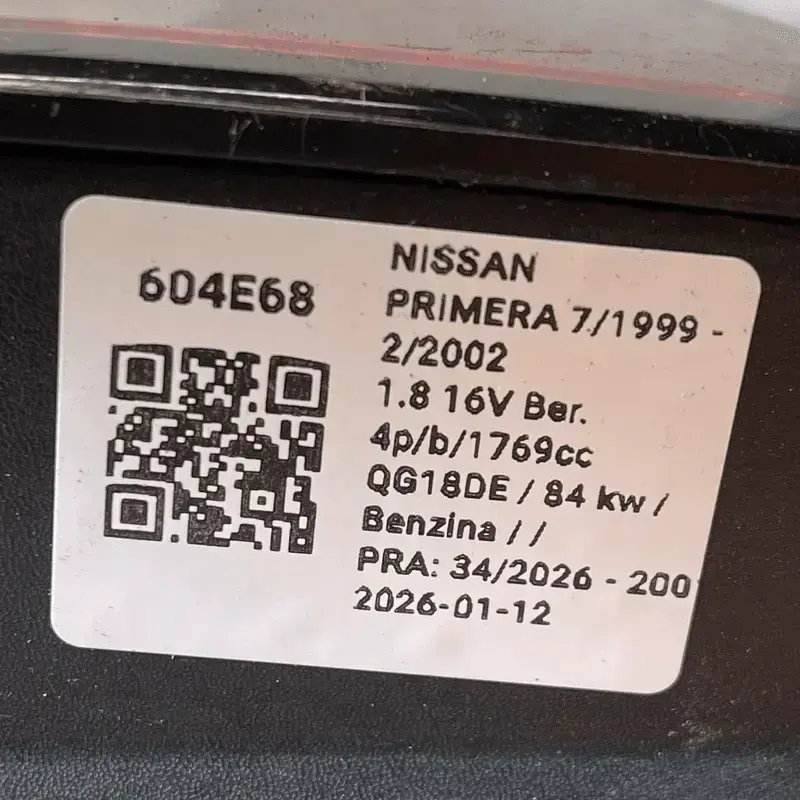 604E68
NISSAN
PRIMERA 7/1999 -
2/2002
1.8 16V Ber.
4p/b/1769cc
QG18DE / 84 kw /
Benzina / /
PRA: 34/2026 - 200
2026-01-12